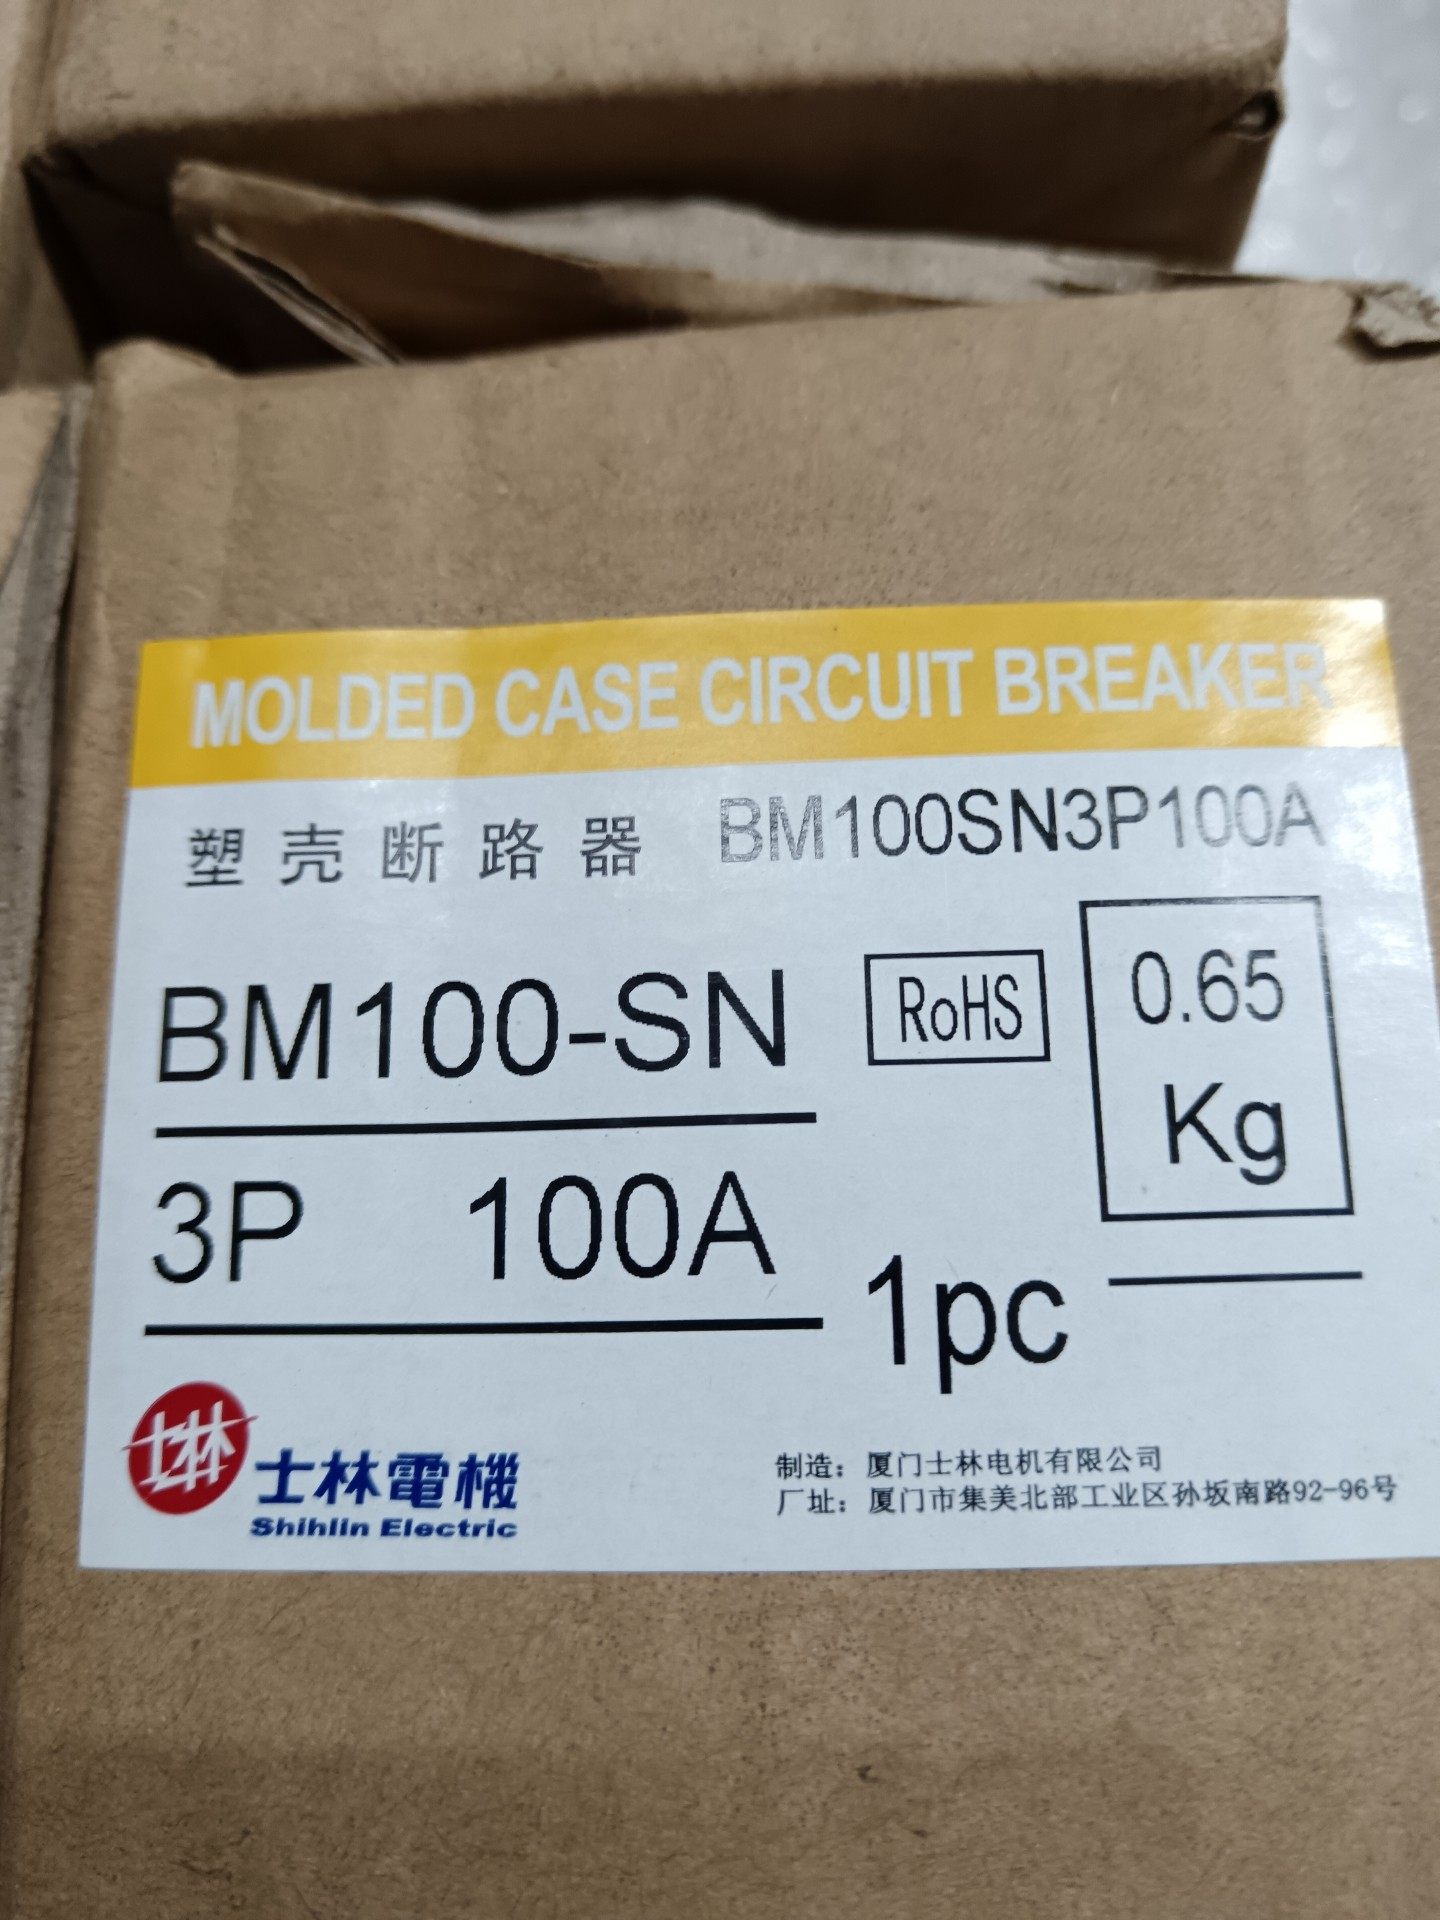 MOLDED CASE CIRCUIT BREAKER
塑壳断路器 BM100SN3P100A
BM100-SN
RoHS
0.65
Kg
3P 100A
1pc
士林
士林電機
Shihlin Electric
制造：厦门士林电机有限公司
厂址：厦门市集美北部工业区孙坂南路92-96号